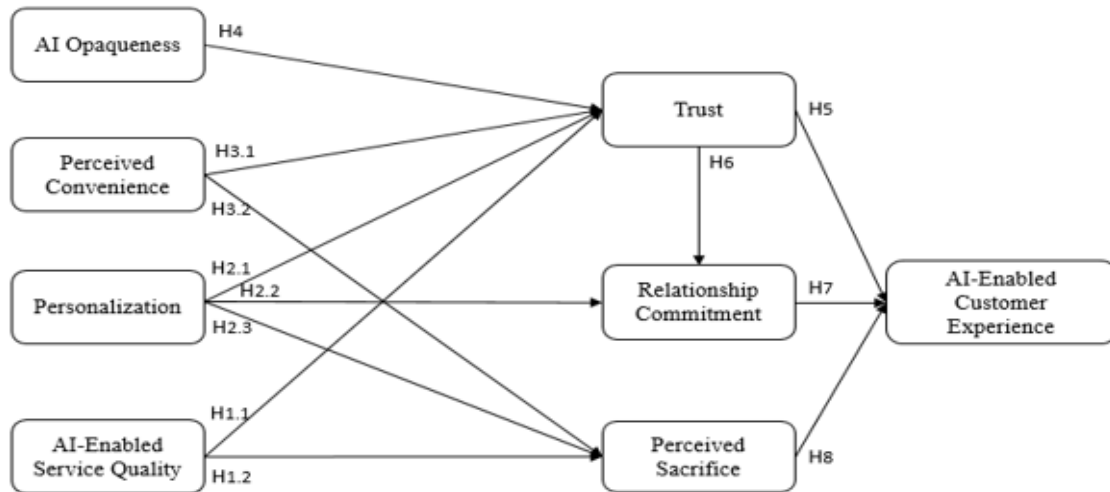 AI Opaqueness
H4
Trust
H5
Perceived
Convenience
H3.1
H3.2
H6
Personalization
H2.1
H2.2
H2.3
Relationship
Commitment
H7
AI-Enabled
Customer
Experience
AI-Enabled
Service Quality
H1.1
H1.2
Perceived
Sacrifice
H8